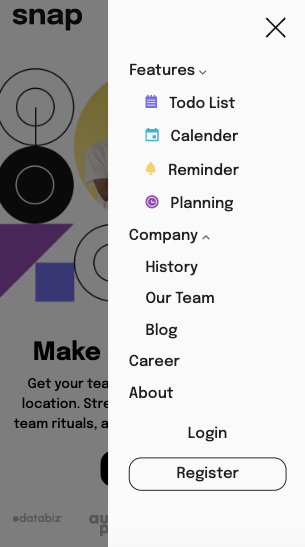 snap
Features
Todo List
Calender
Reminder
Planning
Company
History
Our Team
Blog
Career
About
Login
Register
Make
Get your tea
location. Stre
team rituals, a
databiz